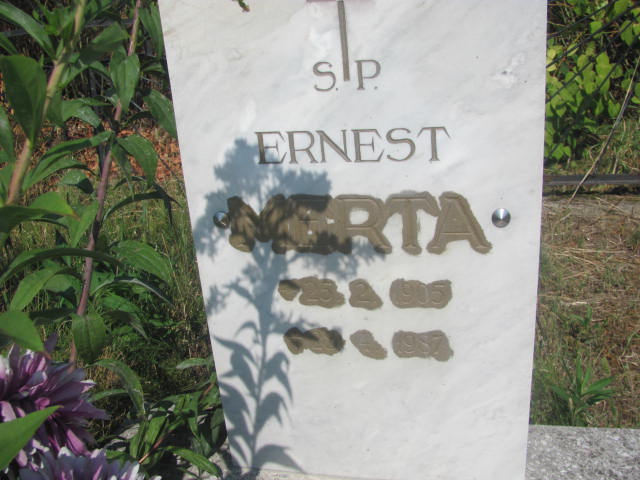 S. P.
ERNEST
MERTA
23. 2. 1905
1987